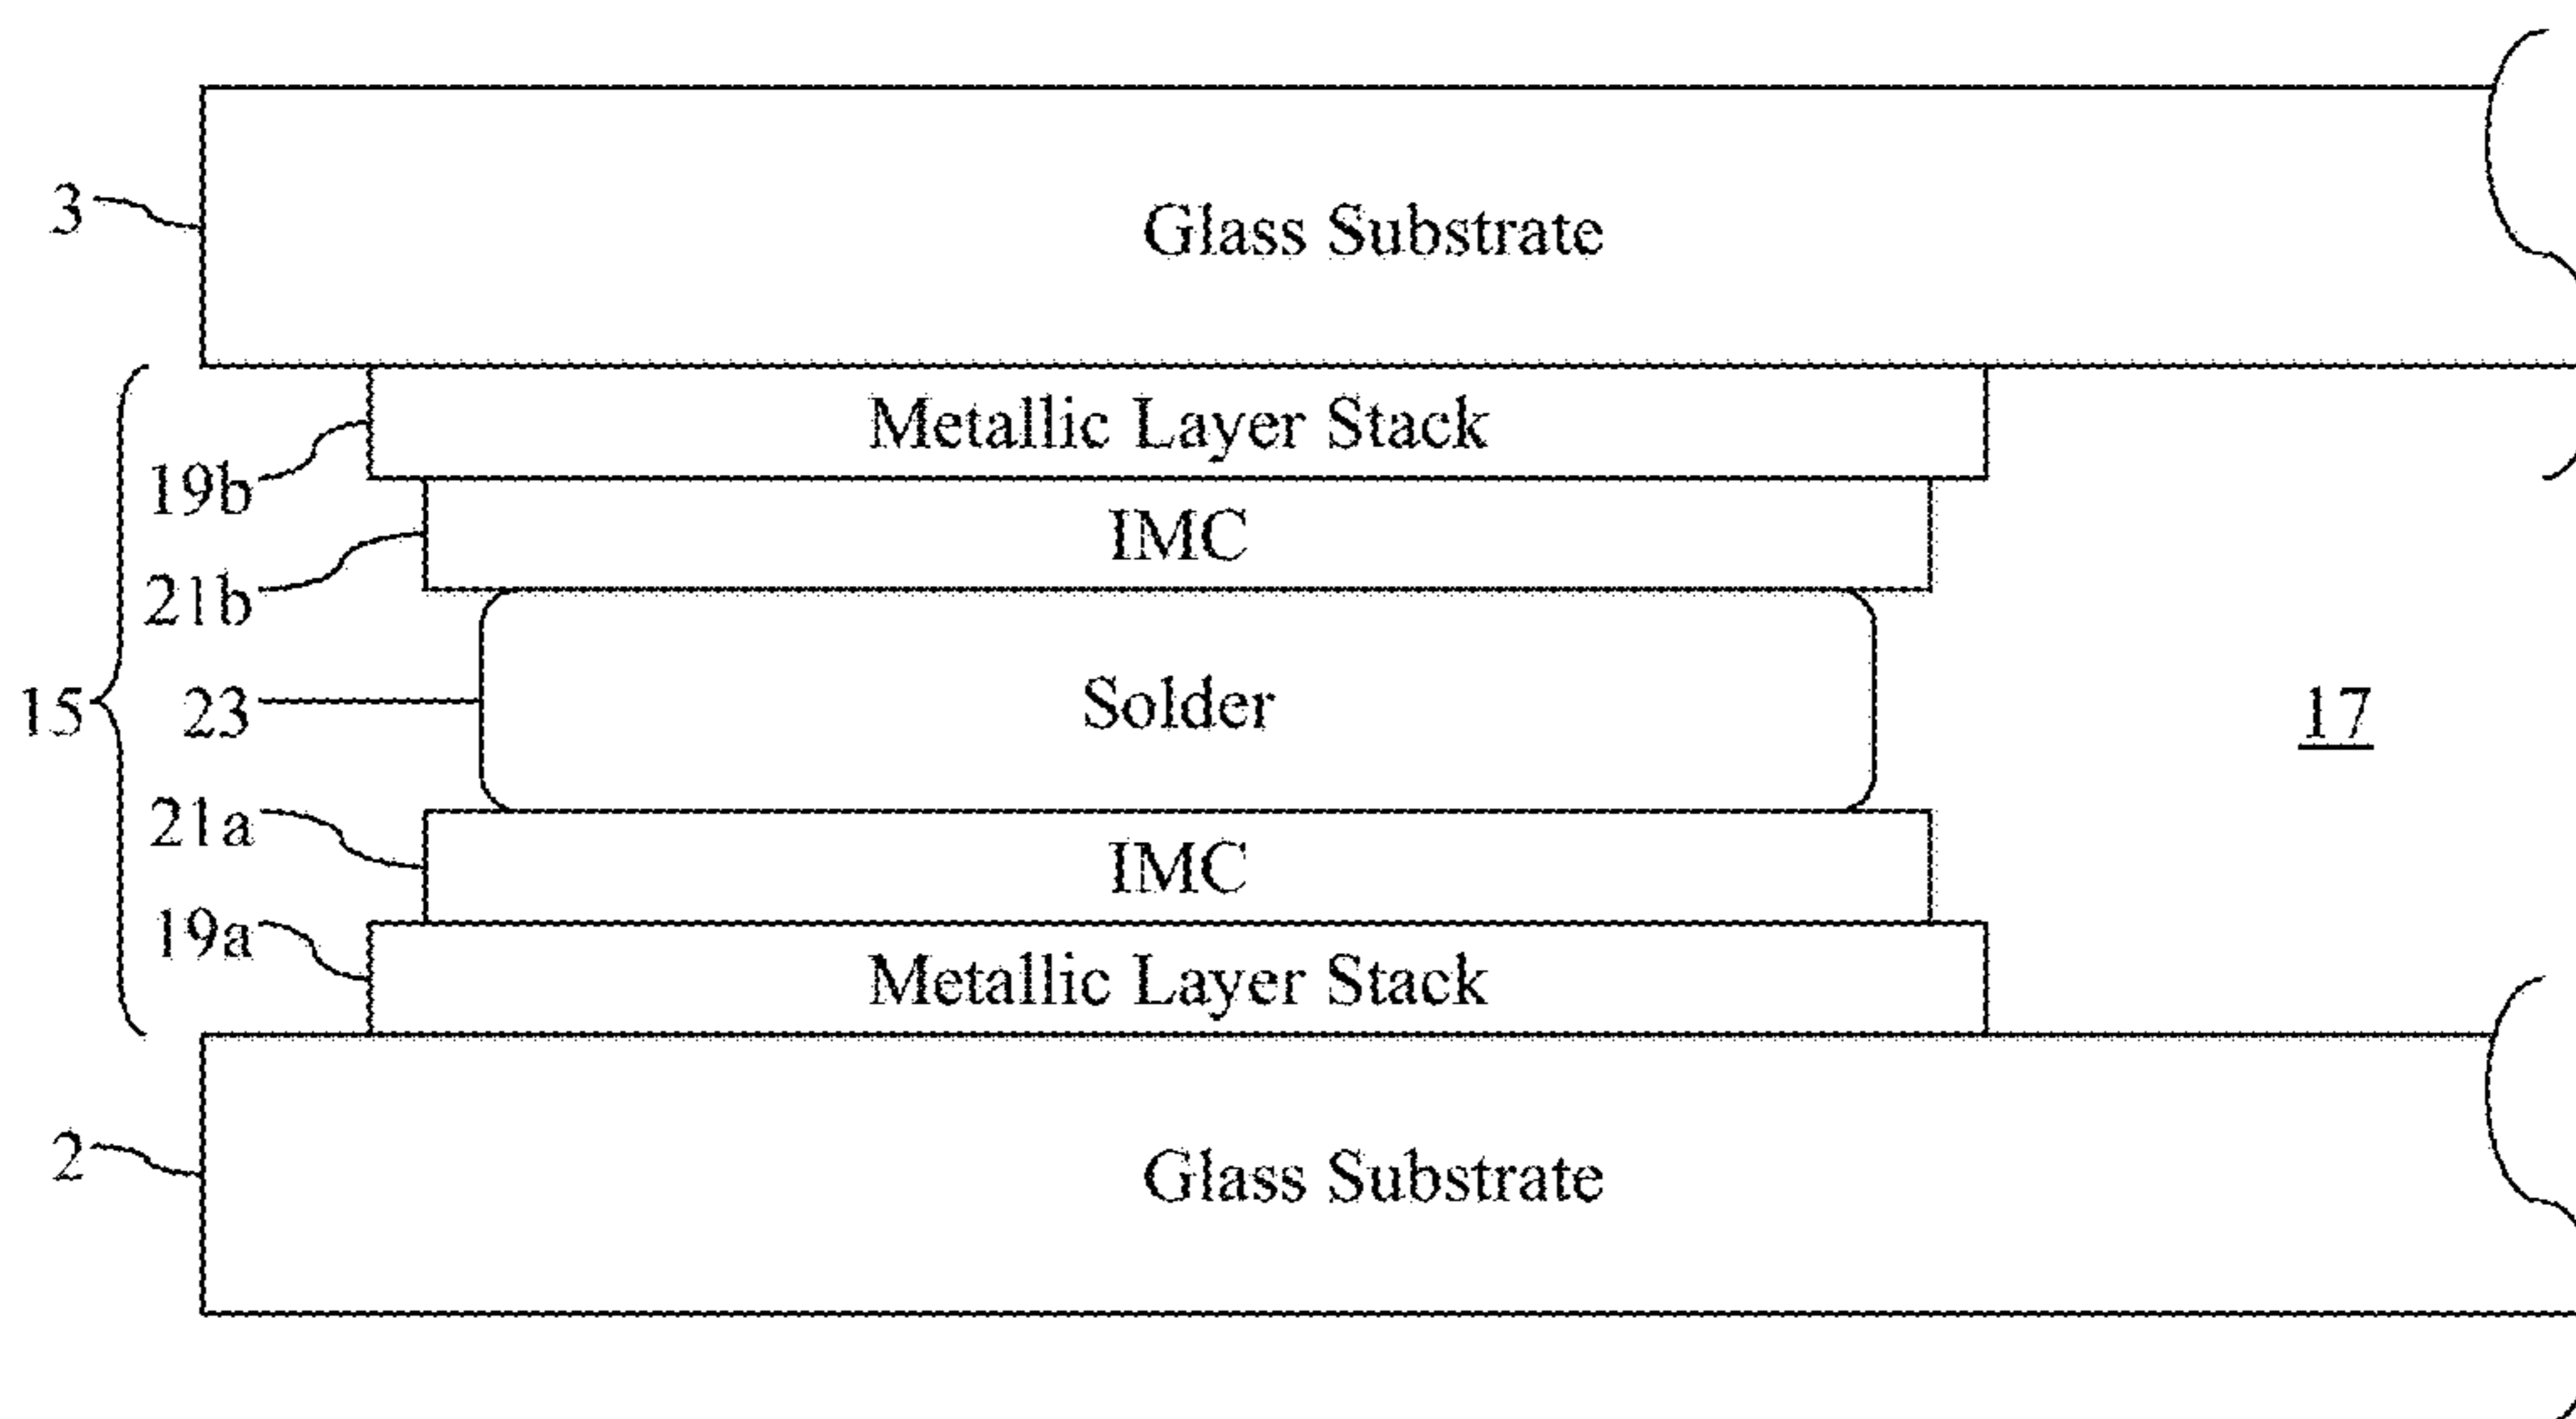 3
Glass Substrate
Metallic Layer Stack
19b
IMC
21b
15
23
Solder
17
21a
IMC
19a
Metallic Layer Stack
2
Glass Substrate